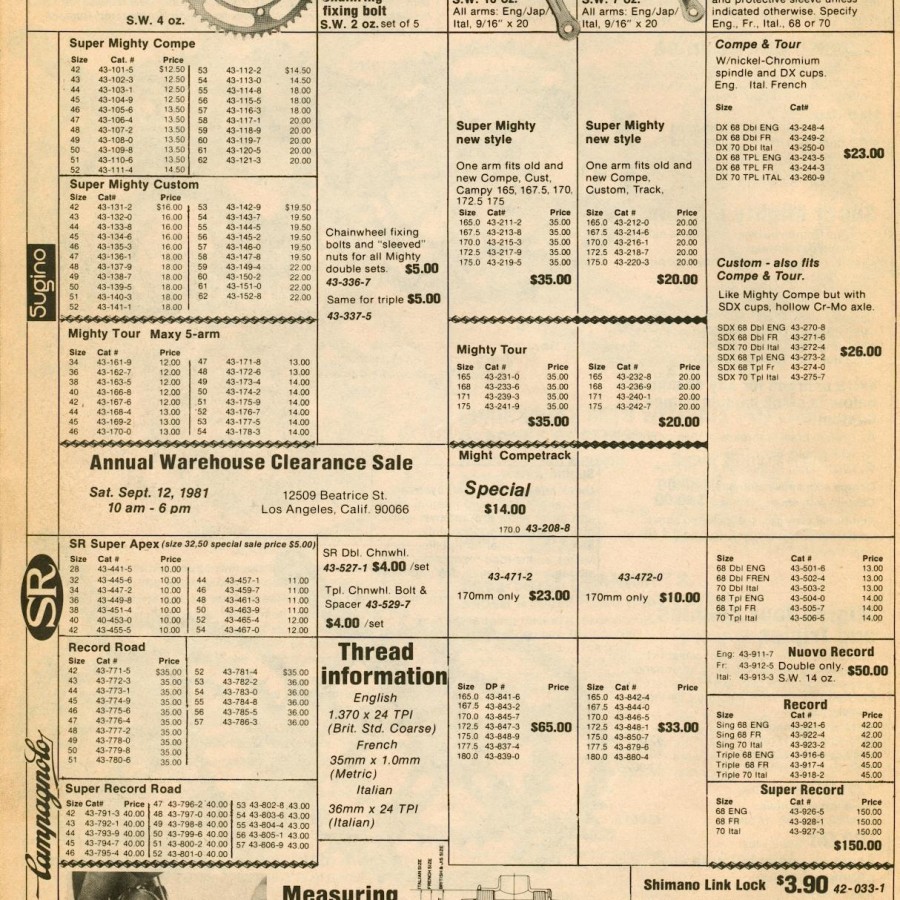 S.W. 4 oz.
fixing bolt
S.W. 2 oz. set of 5
All arms: Eng/Jap/
Ital, 9/16" x 20
All arms: Eng/Jap/
Ital, 9/16" x 20
indicated otherwise. Specify
Eng., Fr., Ital., 68 or 70
Sugino
Super Mighty Compe
Size Cat. # Price
42 43-101-5 $12.50 53 43-112-2 $14.50
43 43-102-3 12.50 54 43-113-0 14.50
44 43-103-1 12.50 55 43-114-8 18.00
45 43-104-9 12.50 56 43-115-5 18.00
46 43-105-6 13.50 57 43-116-3 18.00
47 43-106-4 13.50 58 43-117-1 20.00
48 43-107-2 13.50 59 43-118-9 20.00
49 43-108-0 13.50 60 43-119-7 20.00
50 43-109-8 13.50 61 43-120-5 20.00
51 43-110-6 13.50 62 43-121-3 20.00
52 43-111-4 14.50
Super Mighty Custom
Size Cat# Price
42 43-131-2 $16.00 53 43-142-9 $19.50
43 43-132-0 16.00 54 43-143-7 19.50
44 43-133-8 16.00 55 43-144-5 19.50
45 43-134-6 16.00 56 43-145-2 19.50
46 43-135-3 16.00 57 43-146-0 19.50
47 43-136-1 18.00 58 43-147-8 19.50
48 43-137-9 18.00 59 43-149-4 22.00
49 43-138-7 18.00 60 43-150-2 22.00
50 43-139-5 18.00 61 43-151-0 22.00
51 43-140-3 18.00 62 43-152-8 22.00
52 43-141-1 18.00
Mighty Tour Maxy 5-arm
Size Cat # Price
34 43-161-9 12.00 47 43-171-8 13.00
36 43-162-7 12.00 48 43-172-6 13.00
38 43-163-5 12.00 49 43-173-4 14.00
40 43-166-8 12.00 50 43-174-2 14.00
42 43-167-6 12.00 51 43-175-9 14.00
44 43-168-4 13.00 52 43-176-7 14.00
45 43-169-2 13.00 53 43-177-5 14.00
46 43-170-0 13.00 54 43-178-3 14.00
Chainwheel fixing
bolts and "sleeved"
nuts for all Mighty
double sets. $5.00
43-336-7
Same for triple $5.00
43-337-5
Super Mighty
new style
One arm fits old and
new Compe, Cust,
Campy 165, 167.5, 170,
172.5 175
Size Cat # Price
165.0 43-211-2 35.00
167.5 43-213-8 35.00
170.0 43-215-3 35.00
172.5 43-217-9 35.00
175.0 43-219-5 35.00
$35.00
Mighty Tour
Size Cat # Price
165 43-231-0 35.00
168 43-233-6 35.00
171 43-239-3 35.00
175 43-241-9 35.00
$35.00
Super Mighty
new style
One arm fits old and
new Compe,
Custom, Track,
Size Cat # Price
165.0 43-212-0 20.00
167.5 43-214-6 20.00
170.0 43-216-1 20.00
172.5 43-218-7 20.00
175.0 43-220-3 20.00
$20.00
Size Cat # Price
165 43-232-8 20.00
168 43-236-9 20.00
171 43-240-1 20.00
175 43-242-7 20.00
$20.00
Compe & Tour
W/nickel-Chromium
spindle and DX cups.
Eng. Ital. French
Size Cat#
DX 68 Dbl ENG 43-248-4
DX 68 Dbl FR 43-249-2
DX 70 Dbl Ital 43-250-0
DX 68 TPL ENG 43-243-5
DX 68 TPL FR 43-244-3
DX 70 TPL ITAL 43-260-9
$23.00
Custom - also fits
Compe & Tour.
Like Mighty Compe but with
SDX cups, hollow Cr-Mo axle.
SDX 68 Dbl ENG 43-270-8
SDX 68 Dbl FR 43-271-6
SDX 70 Dbl Ital 43-272-4
SDX 68 Tpl ENG 43-273-2
SDX 68 Tpl Fr 43-274-0
SDX 70 Tpl Ital 43-275-7
$26.00
Annual Warehouse Clearance Sale
Sat. Sept. 12, 1981
10 am - 6 pm
12509 Beatrice St.
Los Angeles, Calif. 90066
Might Competrack
Special
$14.00
170.0 43-208-8
SR
SR Super Apex (size 32,50 special sale price $5.00)
Size Cat # Price
28 43-441-5 10.00
32 43-445-6 10.00 44 43-457-1 11.00
34 43-447-2 10.00 46 43-459-7 11.00
36 43-449-8 10.00 48 43-461-3 11.00
38 43-451-4 10.00 50 43-463-9 11.00
40 40-453-0 10.00 52 43-465-4 12.00
42 43-455-5 10.00 54 43-467-0 12.00
SR Dbl. Chnwhl.
43-527-1 $4.00 /set
Tpl. Chnwhl. Bolt &
Spacer 43-529-7
$4.00 /set
43-471-2
170mm only $23.00
43-472-0
170mm only $10.00
Size Cat # Price
68 Dbl ENG 43-501-6 13.00
68 Dbl FREN 43-502-4 13.00
70 Dbl Ital 43-503-2 13.00
68 Tpl ENG 43-504-0 14.00
68 Tpl FR 43-505-7 14.00
70 Tpl Ital 43-506-5 14.00
Campagnolo
Record Road
Size Cat # Price
42 43-771-5 $35.00 52 43-781-4 $35.00
43 43-772-3 35.00 53 43-782-2 36.00
44 43-773-1 35.00 54 43-783-0 36.00
45 43-774-9 35.00 55 43-784-8 36.00
46 43-775-6 35.00 56 43-785-5 36.00
47 43-776-4 35.00 57 43-786-3 36.00
48 43-777-2 35.00
49 43-778-0 35.00
50 43-779-8 35.00
51 43-780-6 35.00
Super Record Road
Size Cat# Price 47 43-796-2 40.00 53 43-802-8 43.00
42 43-791-3 40.00 48 43-797-0 40.00 54 43-803-6 43.00
43 43-792-1 40.00 49 43-798-8 40.00 55 43-804-4 43.00
44 43-793-9 40.00 50 43-799-6 40.00 56 43-805-1 43.00
45 43-794-7 40.00 51 43-800-2 40.00 57 43-806-9 43.00
46 43-795-4 40.00 52 43-801-0 40.00
Thread
information
English
1.370 x 24 TPI
(Brit. Std. Coarse)
French
35mm x 1.0mm
(Metric)
Italian
36mm x 24 TPI
(Italian)
Size DP # Price
165.0 43-841-6
167.5 43-843-2
170.0 43-845-7
172.5 43-847-3 $65.00
175.0 43-848-9
177.5 43-837-4
180.0 43-839-0
Size Cat # Price
165.0 43-842-4
167.5 43-844-0
170.0 43-846-5
172.5 43-848-1 $33.00
175.0 43-850-7
177.5 43-879-6
180.0 43-880-4
Eng: 43-911-7 Nuovo Record
Fr: 43-912-5 Double only. $50.00
Ital: 43-913-3 S.W. 14 oz.
Record
Size Cat # Price
Sing 68 ENG 43-921-6 42.00
Sing 68 FR 43-922-4 42.00
Sing 70 Ital 43-923-2 42.00
Triple 68 ENG 43-916-6 45.00
Triple 68 FR 43-917-4 45.00
Triple 70 Ital 43-918-2 45.00
Super Record
Size Cat # Price
68 ENG 43-926-5 150.00
68 FR 43-928-1 150.00
70 Ital 43-927-3 150.00
$150.00
ITALIAN SIZE
FRENCH SIZE
BRITISH & JIS SIZE
Measuring
Shimano Link Lock $3.90 42-033-1